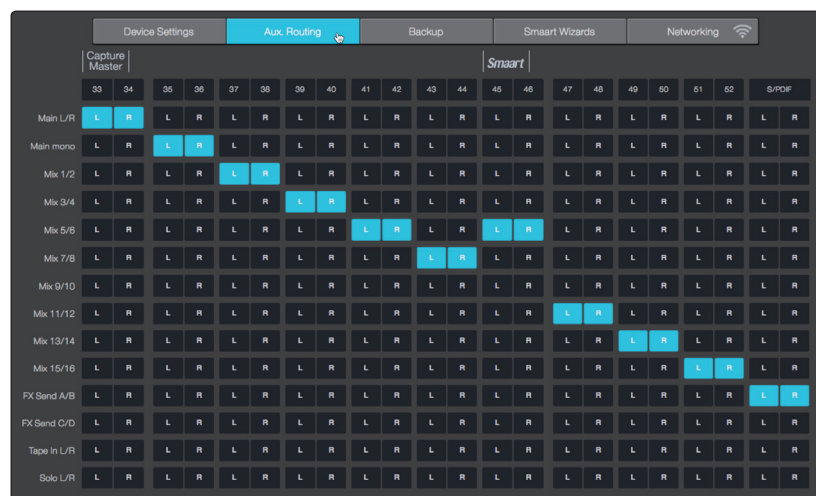 Device Settings Aux. Routing Backup Smaart Wizards Networking
Capture
Master
Smaart
33 34 35 36 37 38 39 40 41 42 43 44 45 46 47 48 49 50 51 52 S/PDIF
Main L/R L R L R L R L R L R L R L R L R L R L R L R
Main mono L R L R L R L R L R L R L R L R L R L R L R
Mix 1/2 L R L R L R L R L R L R L R L R L R L R L R
Mix 3/4 L R L R L R L R L R L R L R L R L R L R L R
Mix 5/6 L R L R L R L R L R L R L R L R L R L R L R
Mix 7/8 L R L R L R L R L R L R L R L R L R L R L R
Mix 9/10 L R L R L R L R L R L R L R L R L R L R L R
Mix 11/12 L R L R L R L R L R L R L R L R L R L R L R
Mix 13/14 L R L R L R L R L R L R L R L R L R L R L R
Mix 15/16 L R L R L R L R L R L R L R L R L R L R L R
FX Send A/B L R L R L R L R L R L R L R L R L R L R L R
FX Send C/D L R L R L R L R L R L R L R L R L R L R L R
Tape In L/R L R L R L R L R L R L R L R L R L R L R L R
Solo L/R L R L R L R L R L R L R L R L R L R L R L R